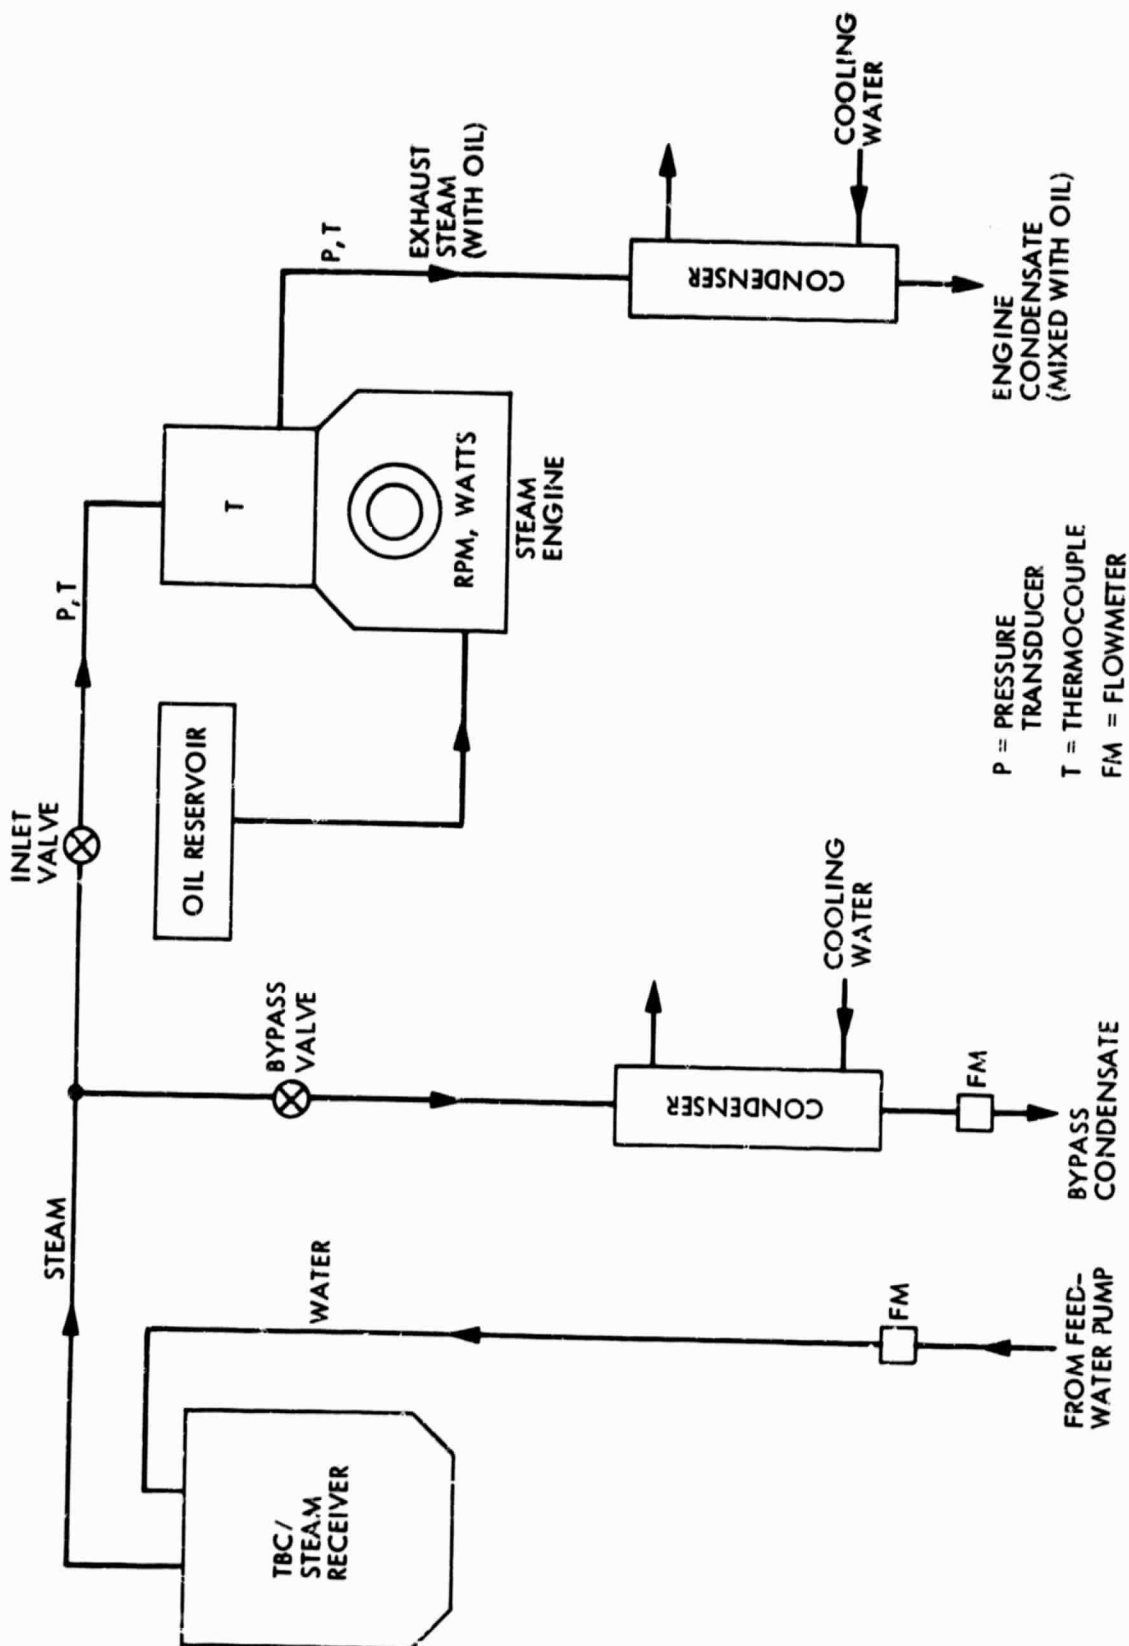 STEAM
INLET
VALVE
P,T
P,T
EXHAUST
STEAM
(WITH OIL)
T
RPM, WATTS
STEAM
ENGINE
OIL RESERVOIR
BYPASS
VALVE
WATER
TBC/
STEAM
RECEIVER
CONDENSER
COOLING
WATER
CONDENSER
COOLING
WATER
FM
FM
FROM FEED-
WATER PUMP
BYPASS
CONDENSATE
ENGINE
CONDENSATE
(MIXED WITH OIL)
P = PRESSURE
TRANSDUCER
T = THERMOCOUPLE
FM = FLOWMETER